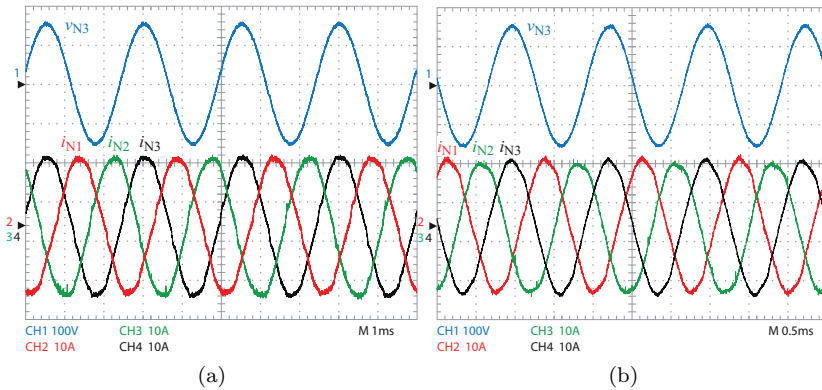 vN3
1
iN1 iN2 iN3
2
34
CH1 100V CH3 10A M 1ms
CH2 10A CH4 10A
(a)
vN3
1
iN1 iN2 iN3
2
34
CH1 100V CH3 10A M 0.5ms
CH2 10A CH4 10A
(b)